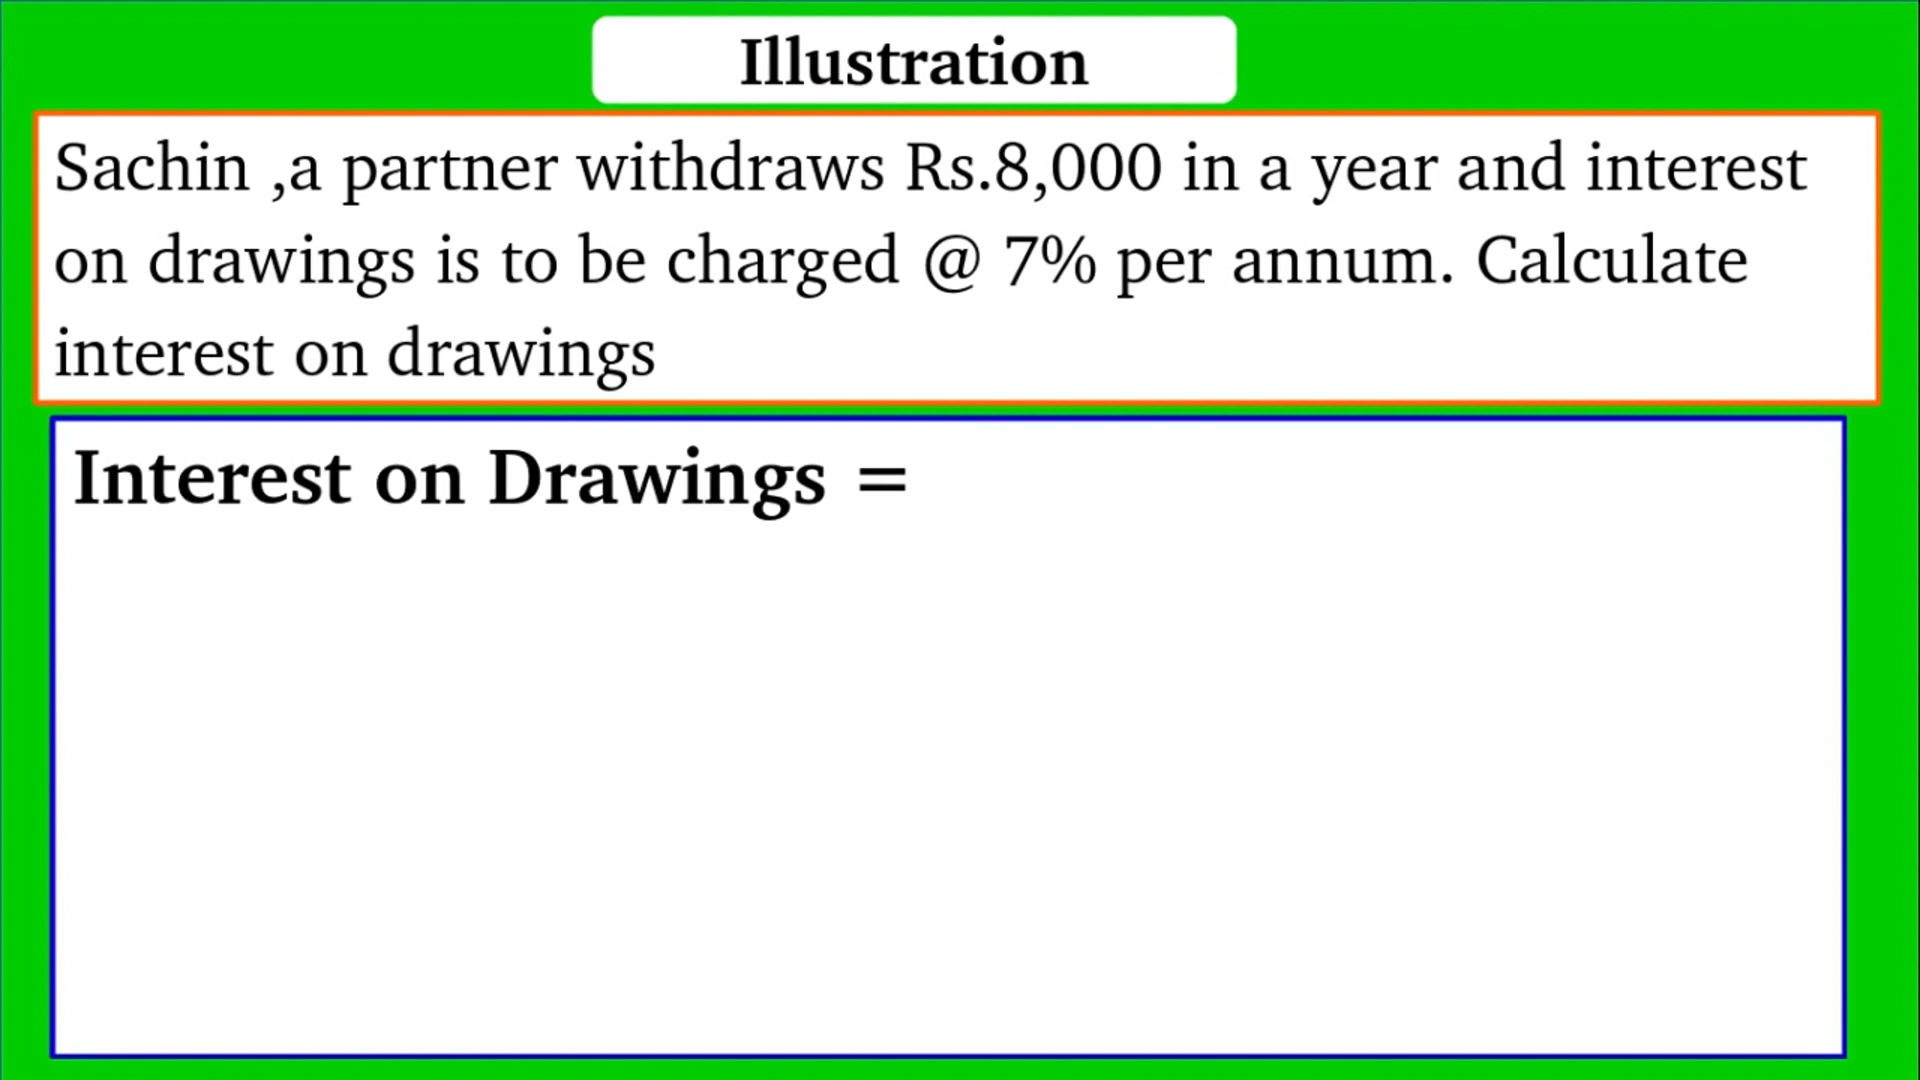 Illustration
Sachin ,a partner withdraws Rs.8,000 in a year and interest
on drawings is to be charged @ 7% per annum. Calculate
interest on drawings
Interest on Drawings =